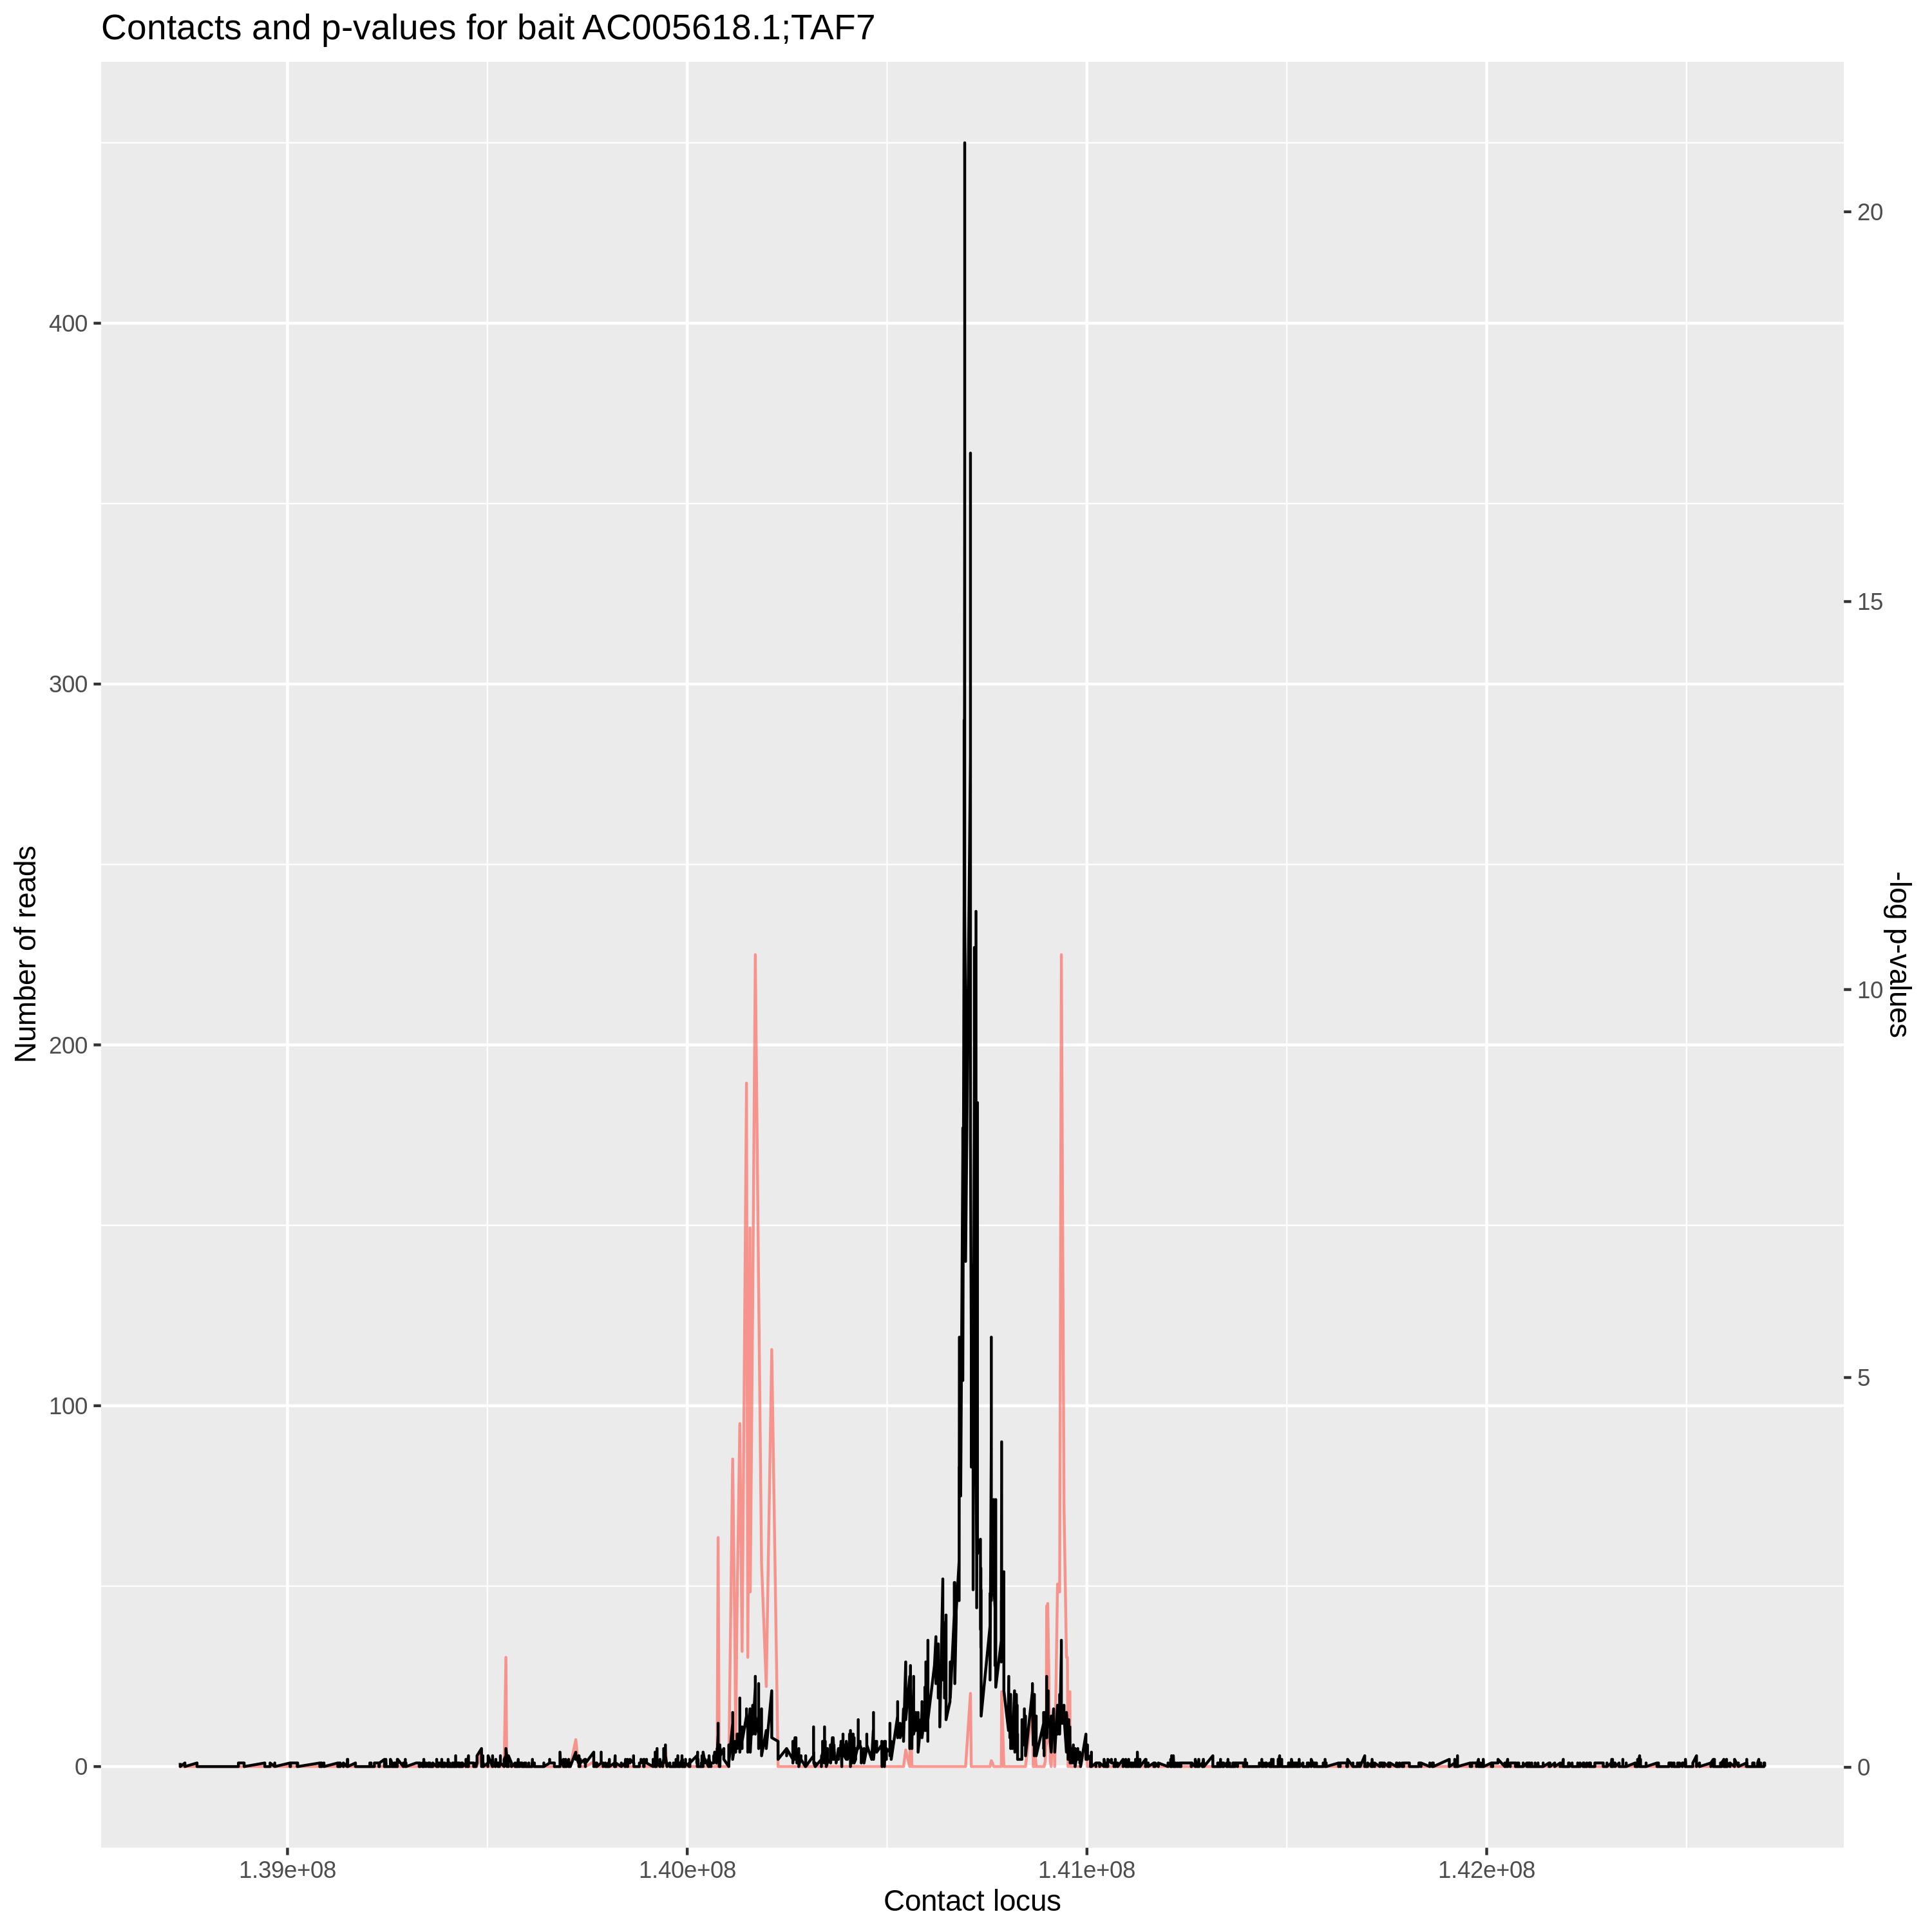 Contacts and p-values for bait AC005618.1;TAF7
400
300
200
100
0
20
15
10
5
0
Number of reads
-log p-values
1.39e+08 1.40e+08 1.41e+08 1.42e+08
Contact locus